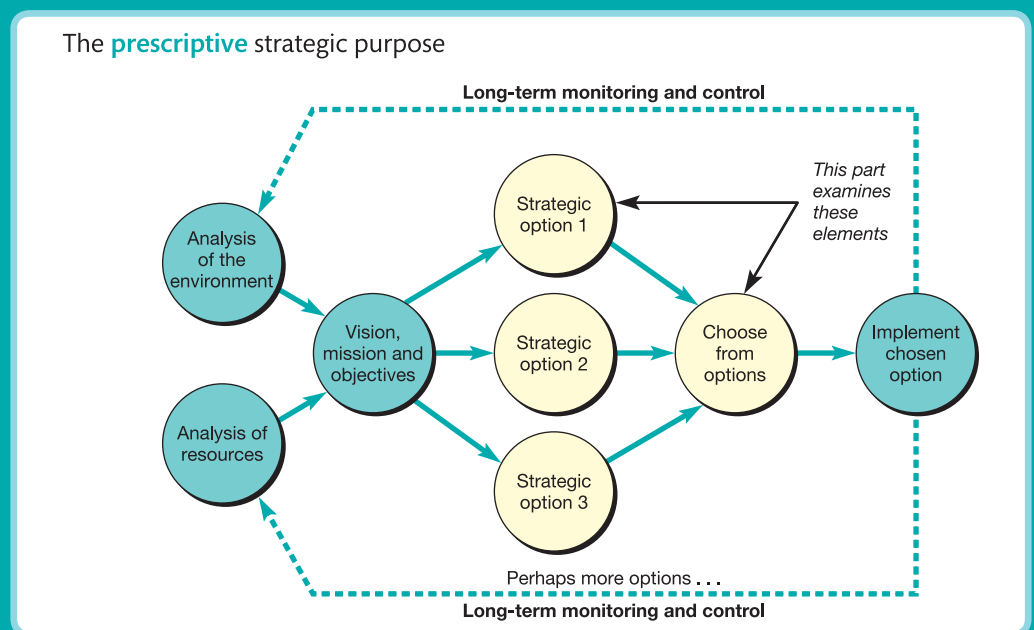 The prescriptive strategic purpose
Long-term monitoring and control
This part
examines
these
elements
Strategic
option 1
Analysis
of the
environment
Vision,
mission and
objectives
Strategic
option 2
Choose
from
options
Implement
chosen
option
Analysis of
resources
Strategic
option 3
Perhaps more options . . .
Long-term monitoring and control